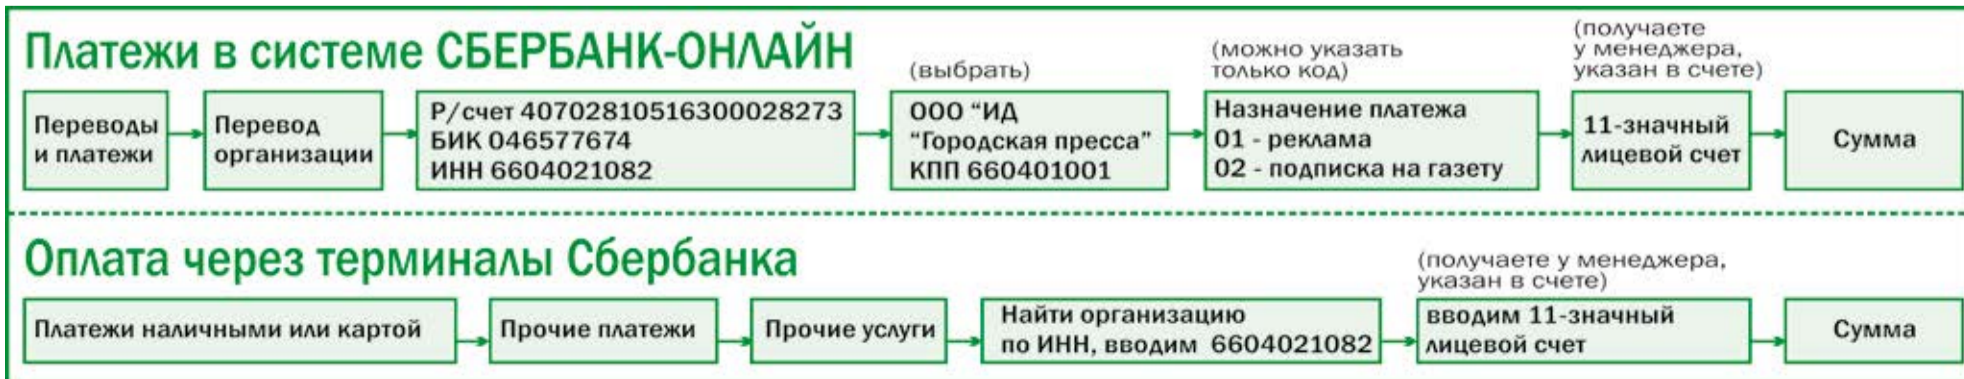 Платежи в системе СБЕРБАНК-ОНЛАЙН
Переводы
и платежи
Перевод
организации
Р/счет 40702810516300028273
БИК 046577674
ИНН 6604021082
(выбрать)
ООО “ИД
“Городская пресса”
КПП 660401001
(можно указать
только код)
Назначение платежа
01 - реклама
02 - подписка на газету
(получаете
у менеджера,
указан в счете)
11-значный
лицевой счет
Сумма
Оплата через терминалы Сбербанка
Платежи наличными или картой
Прочие платежи
Прочие услуги
Найти организацию
по ИНН, вводим 6604021082
(получаете у менеджера,
указан в счете)
вводим 11-значный
лицевой счет
Сумма